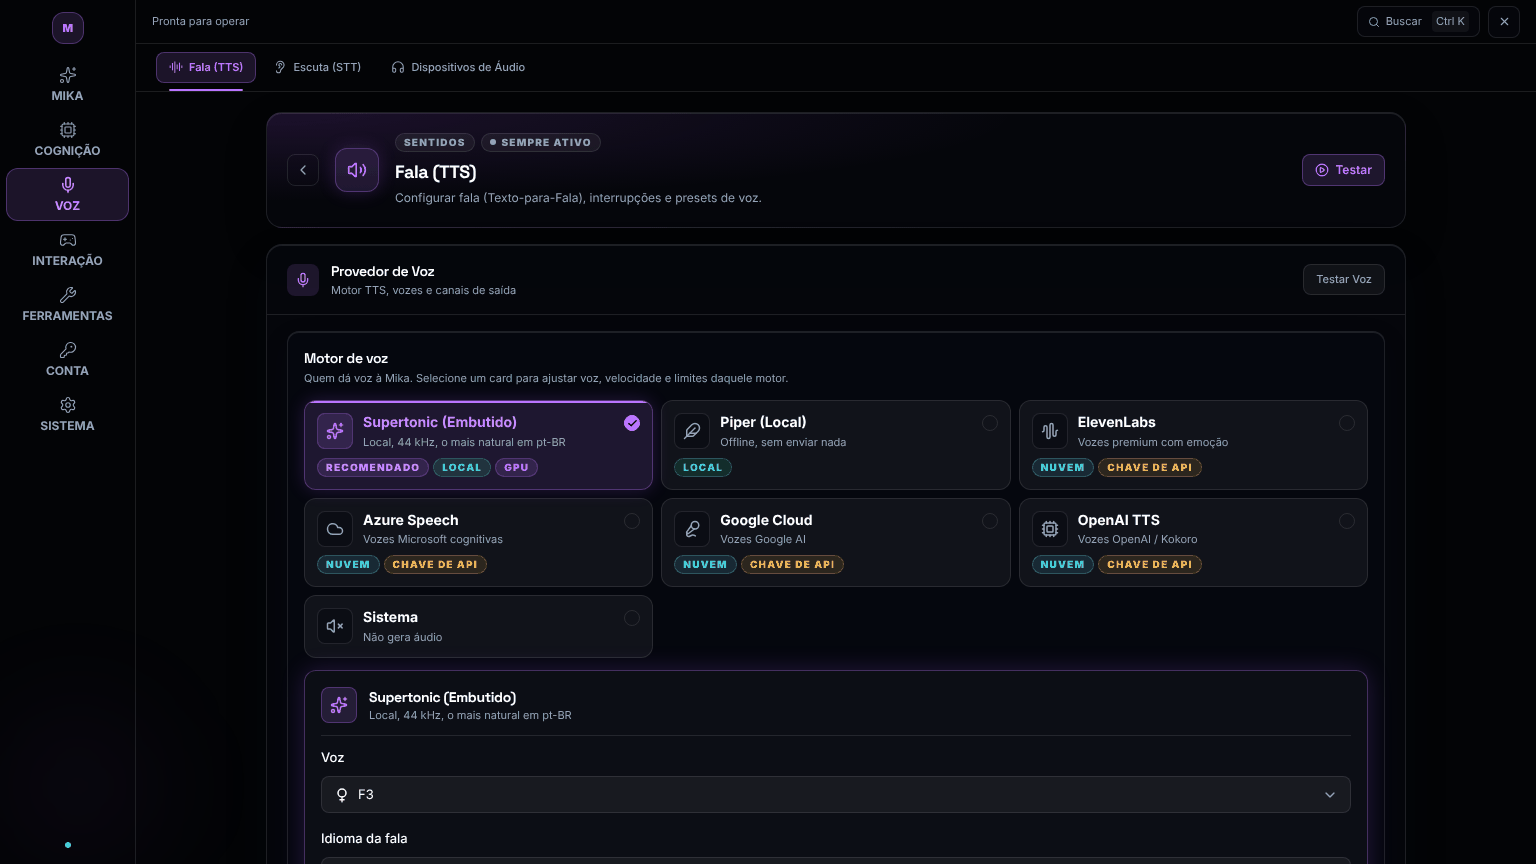 M
Pronta para operar
Buscar Ctrl K
MIKA
COGNIÇÃO
VOZ
INTERAÇÃO
FERRAMENTAS
CONTA
SISTEMA
Fala (TTS) Escuta (STT) Dispositivos de Áudio
SENTIDOS SEMPRE ATIVO
Fala (TTS)
Configurar fala (Texto-para-Fala), interrupções e presets de voz.
Testar
Provedor de Voz
Motor TTS, vozes e canais de saída
Testar Voz
Motor de voz
Quem dá voz à Mika. Selecione um card para ajustar voz, velocidade e limites daquele motor.
Supertonic (Embutido)
Local, 44 kHz, o mais natural em pt-BR
RECOMENDADO LOCAL GPU
Piper (Local)
Offline, sem enviar nada
LOCAL
ElevenLabs
Vozes premium com emoção
NUVEM CHAVE DE API
Azure Speech
Vozes Microsoft cognitivas
NUVEM CHAVE DE API
Google Cloud
Vozes Google AI
NUVEM CHAVE DE API
OpenAI TTS
Vozes OpenAI / Kokoro
NUVEM CHAVE DE API
Sistema
Não gera áudio
Supertonic (Embutido)
Local, 44 kHz, o mais natural em pt-BR
Voz
F3
Idioma da fala